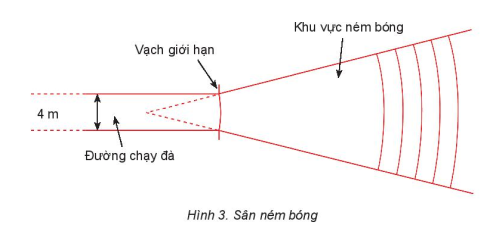 Khu vực ném bóng
Vạch giới hạn
4 m
Đường chạy đà
Hình 3. Sân ném bóng